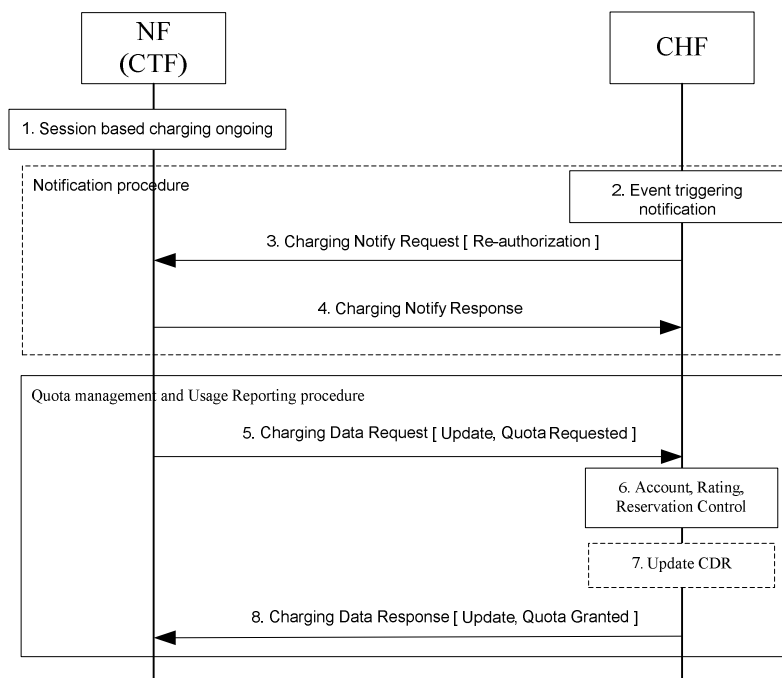 NF
(CTF)
CHF
1. Session based charging ongoing
Notification procedure
2. Event triggering
notification
3. Charging Notify Request [ Re-authorization ]
4. Charging Notify Response
Quota management and Usage Reporting procedure
5. Charging Data Request [ Update, Quota Requested ]
6. Account, Rating,
Reservation Control
7. Update CDR
8. Charging Data Response [ Update, Quota Granted ]